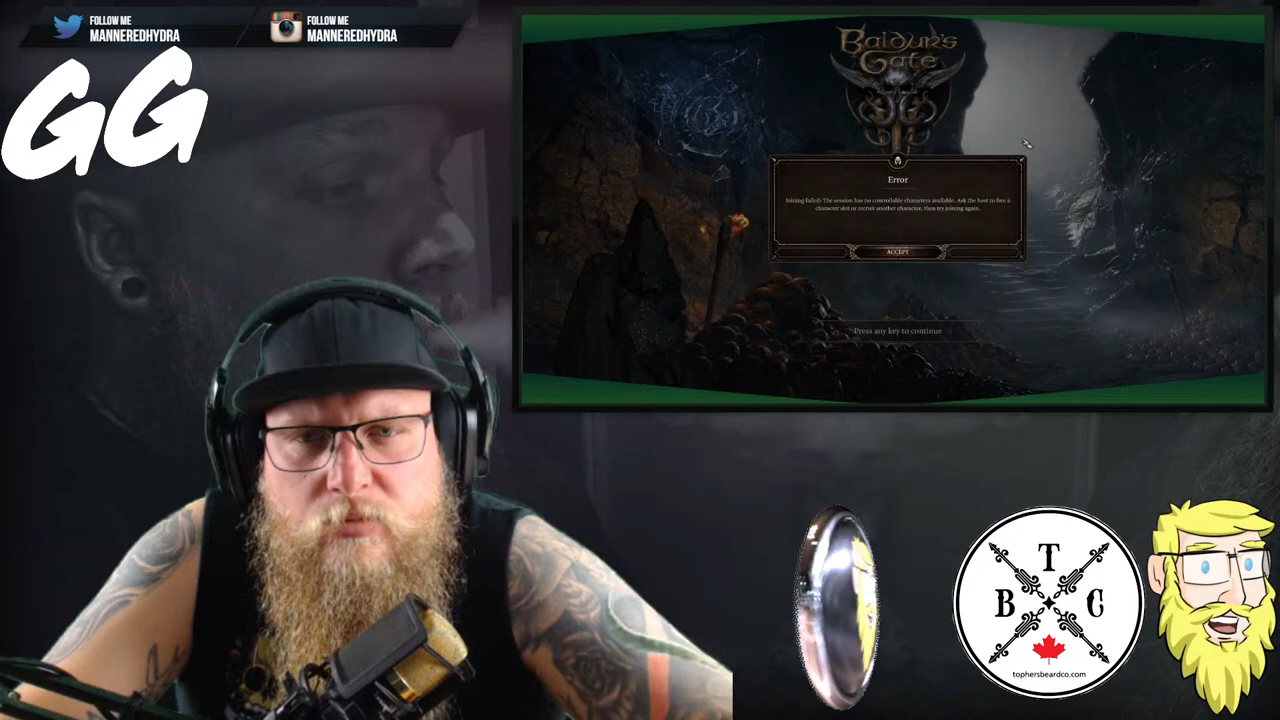 FOLLOW ME
MANNEREDHYDRA
FOLLOW ME
MANNEREDHYDRA
GG
Baldur's
Gate
Error
Joining failed: The session has no controllable characters available. Ask the host to free a
character slot or recruit another character, then try joining again.
ACCEPT
Press any key to continue
T
B C
tophersbeardco.com